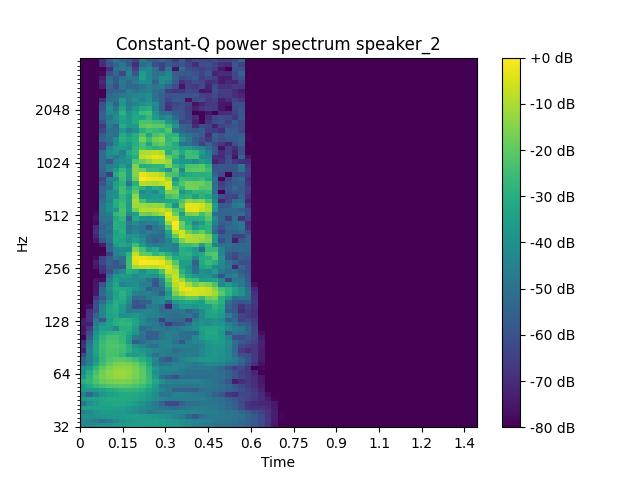 Constant-Q power spectrum speaker_2
Hz
2048
1024
512
256
128
64
32
0 0.15 0.3 0.45 0.6 0.75 0.9 1.1 1.2 1.4
Time
+0 dB
-10 dB
-20 dB
-30 dB
-40 dB
-50 dB
-60 dB
-70 dB
-80 dB